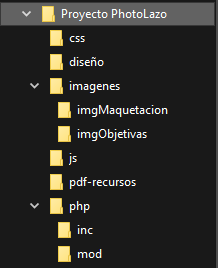 Proyecto PhotoLazo
css
diseño
imagenes
imgMaquetacion
imgObjetivas
js
pdf-recursos
php
inc
mod